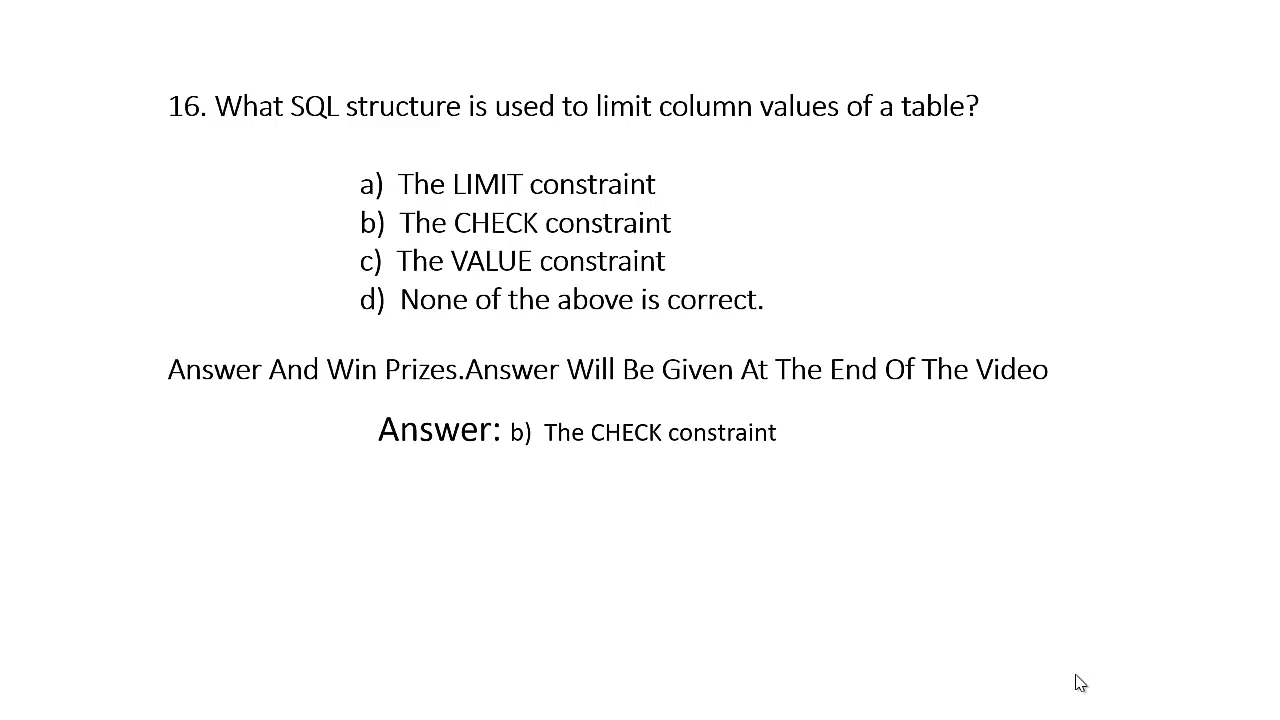 16. What SQL structure is used to limit column values of a table?
a) The LIMIT constraint
b) The CHECK constraint
c) The VALUE constraint
d) None of the above is correct.
Answer And Win Prizes.Answer Will Be Given At The End Of The Video
Answer: b) The CHECK constraint